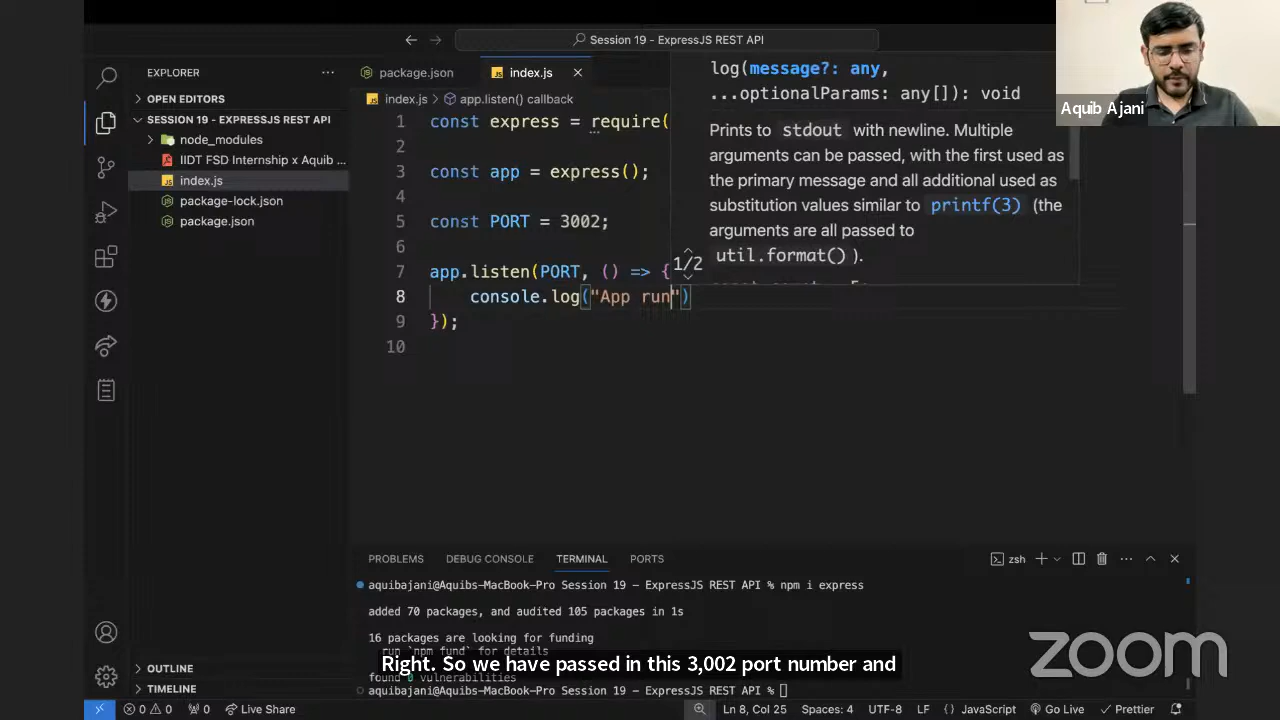 Session 19 - ExpressJS REST API
Aquib Ajani
EXPLORER
OPEN EDITORS
SESSION 19 - EXPRESSJS REST API
node_modules
IIDT FSD Internship x Aquib ...
index.js
package-lock.json
package.json
OUTLINE
TIMELINE
package.json
index.js
index.js > app.listen() callback
1 const express = require(
2
3 const app = express();
4
5 const PORT = 3002;
6
7 app.listen(PORT, () => {
8 console.log("App run")
9 });
10
log(message?: any,
...optionalParams: any[]): void
Prints to stdout with newline. Multiple
arguments can be passed, with the first used as
the primary message and all additional used as
substitution values similar to printf(3) (the
arguments are all passed to
util.format() ).
1/2
PROBLEMS DEBUG CONSOLE TERMINAL PORTS
zsh
aquibajani@Aquibs-MacBook-Pro Session 19 - ExpressJS REST API % npm i express
added 70 packages, and audited 105 packages in 1s
16 packages are looking for funding
run `npm fund` for details
found 0 vulnerabilities
aquibajani@Aquibs-MacBook-Pro Session 19 - ExpressJS REST API %
Right. So we have passed in this 3,002 port number and
zoom
0 0 0 Live Share
Ln 8, Col 25 Spaces: 4 UTF-8 LF {} JavaScript Go Live Prettier